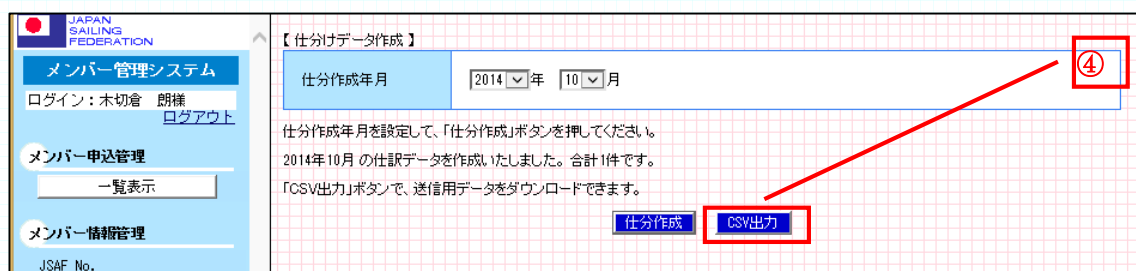 JAPAN
SAILING
FEDERATION
メンバー管理システム
ログイン：木切倉 朗様
ログアウト
メンバー申込管理
一覧表示
メンバー情報管理
JSAF No.
【 仕分けデータ作成 】
仕分作成年月 2014 年 10 月
④
仕分作成年月を設定して、「仕分作成」ボタンを押してください。
2014年10月 の仕訳データを作成いたしました。合計1件です。
「CSV出力」ボタンで、送信用データをダウンロードできます。
仕分作成 CSV出力